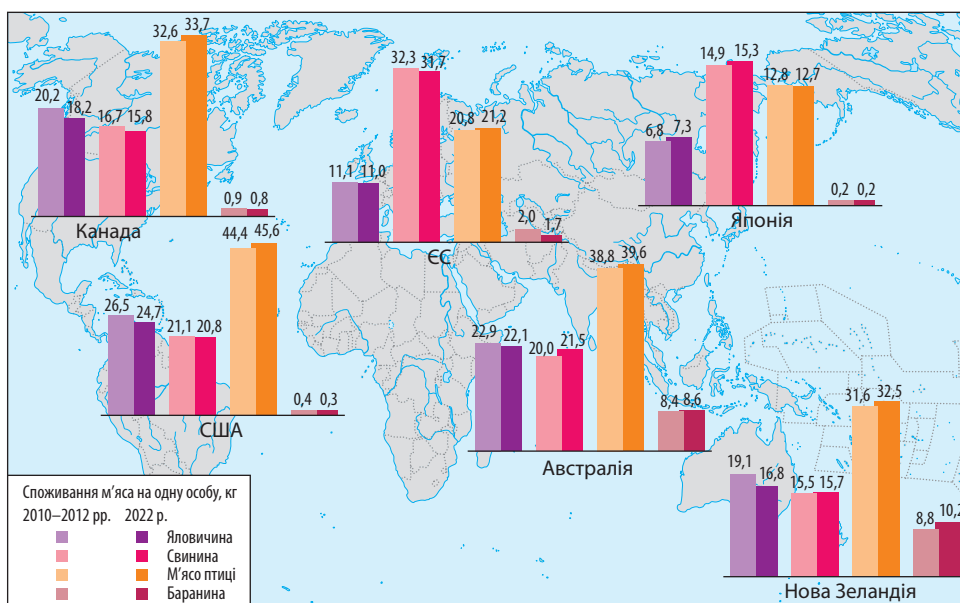 32,6 33,7
20,2
18,2
16,7 15,8
0,9 0,8
Канада
32,3 31,7
20,8 21,2
11,1 11,0
2,0 1,7
ЄС
14,9 15,3
12,8 12,7
6,8 7,3
0,2 0,2
Японія
44,4 45,6
26,5 24,7
21,1 20,8
0,4 0,3
США
38,8 39,6
22,9 22,1
20,0 21,5
8,4 8,6
Австралія
31,6 32,5
19,1
16,8
15,5 15,7
8,8 10,2
Нова Зеландія
Споживання м’яса на одну особу, кг
2010–2012 рр. 2022 р.
Яловичина
Свинина
М’ясо птиці
Баранина